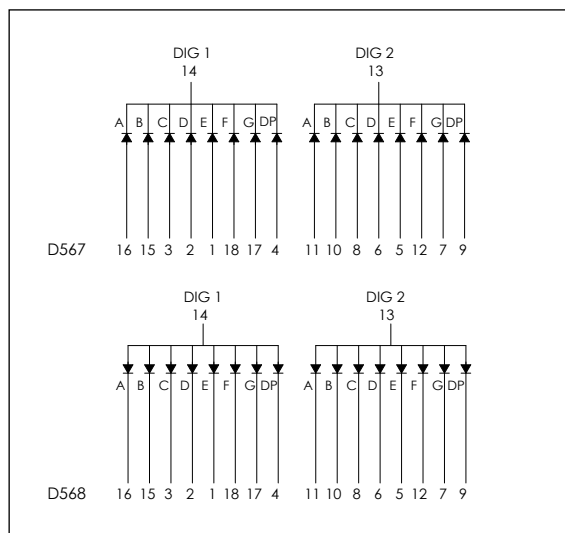 DIG 1 DIG 2
14 13
A B C D E F G DP A B C D E F G DP
D567 16 15 3 2 1 18 17 4 11 10 8 6 5 12 7 9
DIG 1 DIG 2
14 13
A B C D E F G DP A B C D E F G DP
D568 16 15 3 2 1 18 17 4 11 10 8 6 5 12 7 9